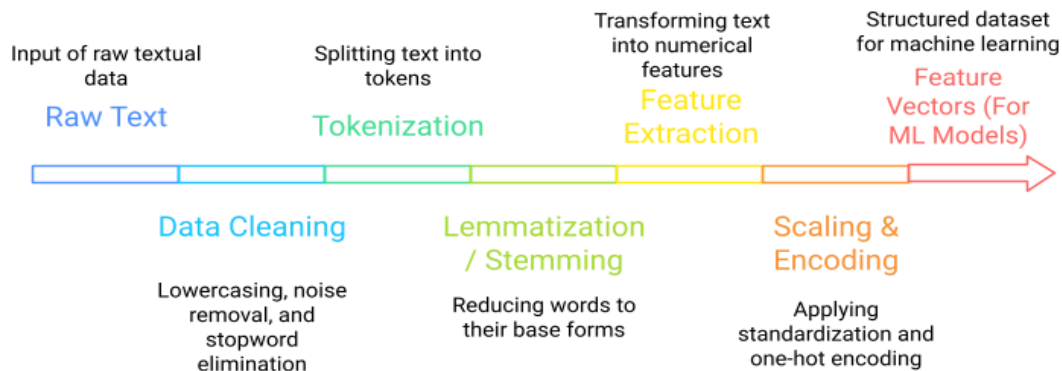 Input of raw textual
data
Raw Text
Data Cleaning
Lowercasing, noise
removal, and
stopword
elimination
Splitting text into
tokens
Tokenization
Lemmatization
/ Stemming
Reducing words to
their base forms
Transforming text
into numerical
features
Feature
Extraction
Scaling &
Encoding
Applying
standardization and
one-hot encoding
Structured dataset
for machine learning
Feature
Vectors (For
ML Models)